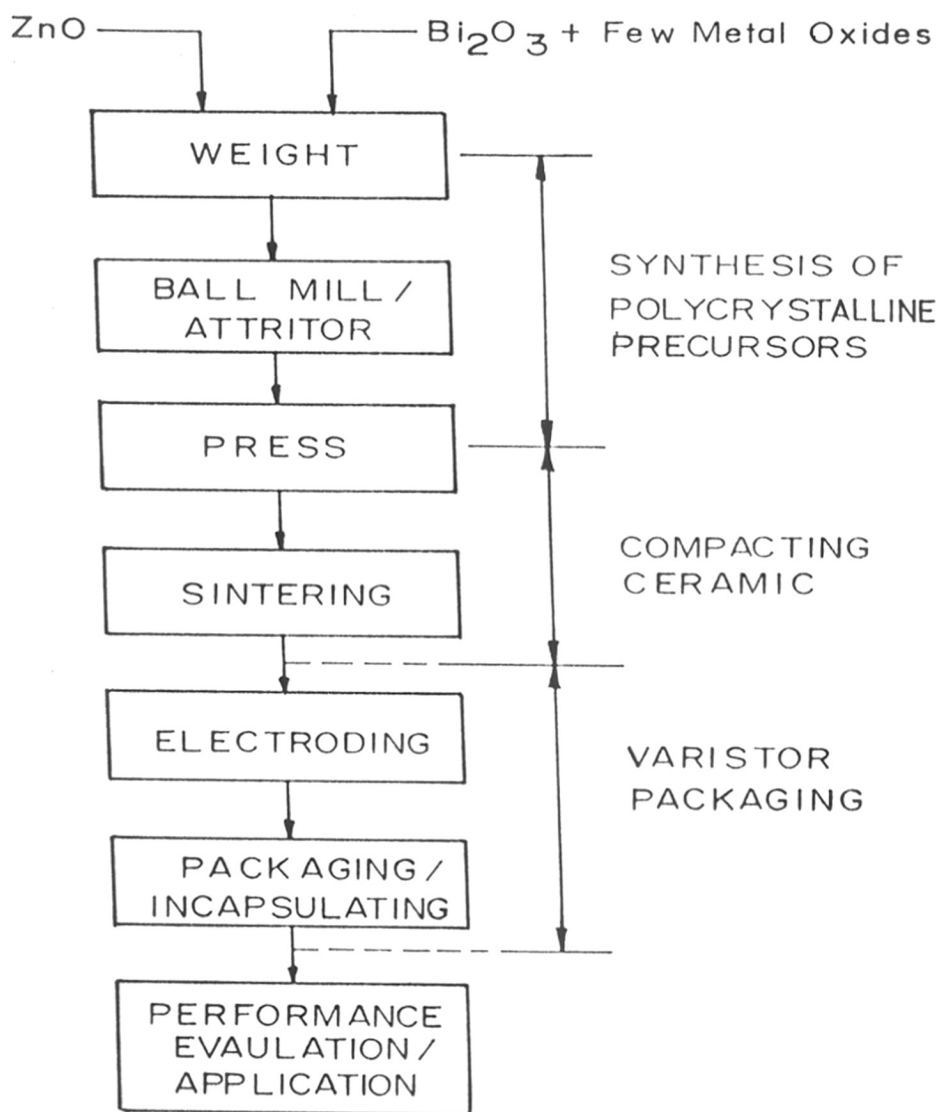 ZnO
Bi2O3 + Few Metal Oxides
WEIGHT
BALL MILL /
ATTRITOR
SYNTHESIS OF
POLYCRYSTALLINE
PRECURSORS
PRESS
SINTERING
COMPACTING
CERAMIC
ELECTRODING
VARISTOR
PACKAGING
PACKAGING /
INCAPSULATING
PERFORMANCE
EVAULATION /
APPLICATION